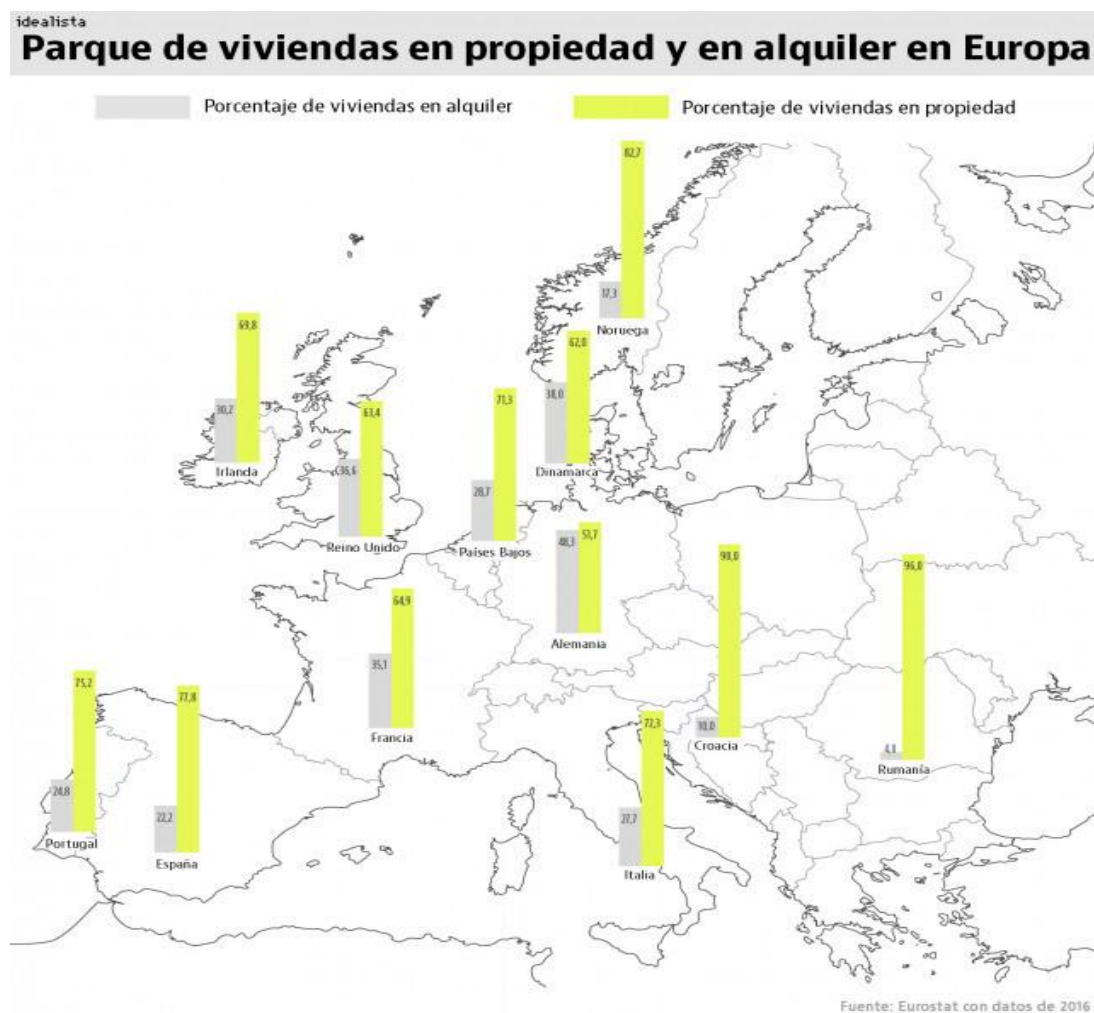 idealista
Parque de viviendas en propiedad y en alquiler en Europa
Porcentaje de viviendas en alquiler
Porcentaje de viviendas en propiedad
82,7
17,3
Noruega
69,8
30,2
Irlanda
62,0
38,0
Dinamarca
71,3
28,7
Países Bajos
63,4
36,6
Reino Unido
48,3
51,7
Alemania
90,0
10,0
Croacia
96,0
Rumanía
64,9
35,1
Francia
75,2
24,8
Portugal
77,8
22,2
España
72,3
27,7
Italia
Fuente: Eurostat con datos de 2016